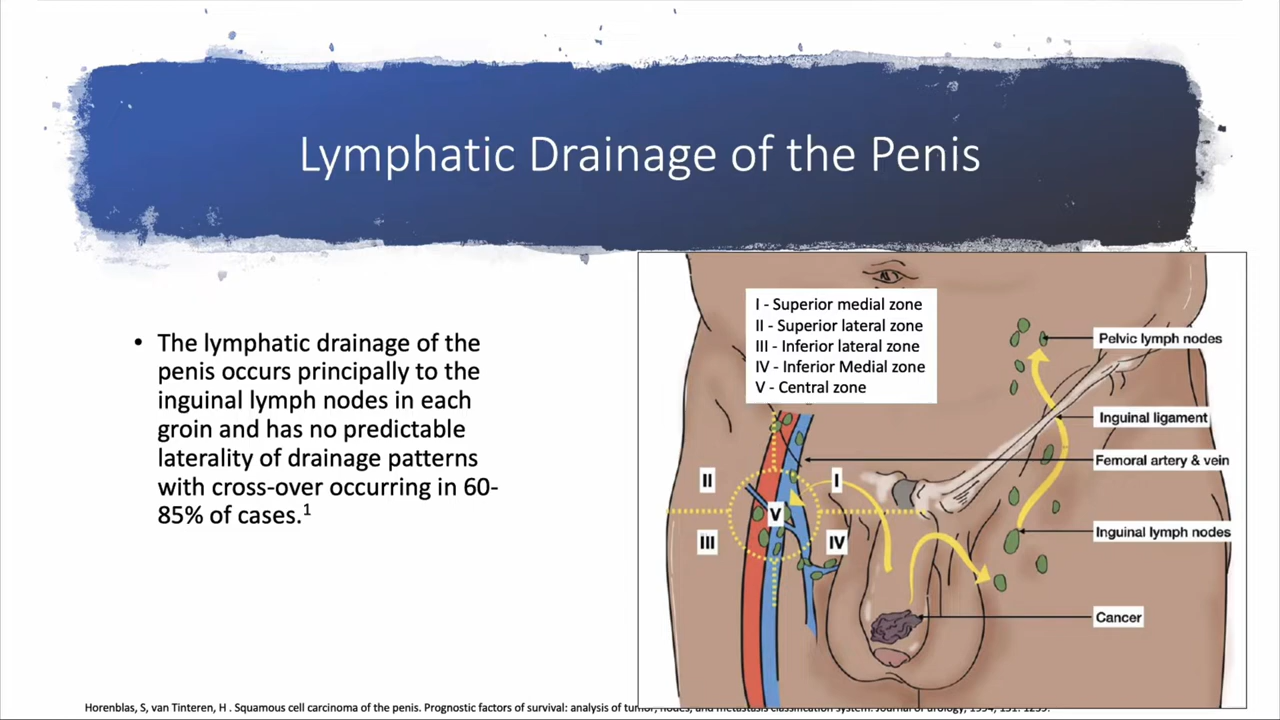 Lymphatic Drainage of the Penis
• The lymphatic drainage of the
penis occurs principally to the
inguinal lymph nodes in each
groin and has no predictable
laterality of drainage patterns
with cross-over occurring in 60-
85% of cases.1
I - Superior medial zone
II - Superior lateral zone
III - Inferior lateral zone
IV - Inferior Medial zone
V - Central zone
Pelvic lymph nodes
Inguinal ligament
Femoral artery & vein
II
I
V
III
IV
Inguinal lymph nodes
Cancer
Horenblas, S, van Tinteren, H . Squamous cell carcinoma of the penis. Prognostic factors of survival: analysis of tumor, nodes, and metastasis classification system. Journal of urology, 1994; 151: 1239.